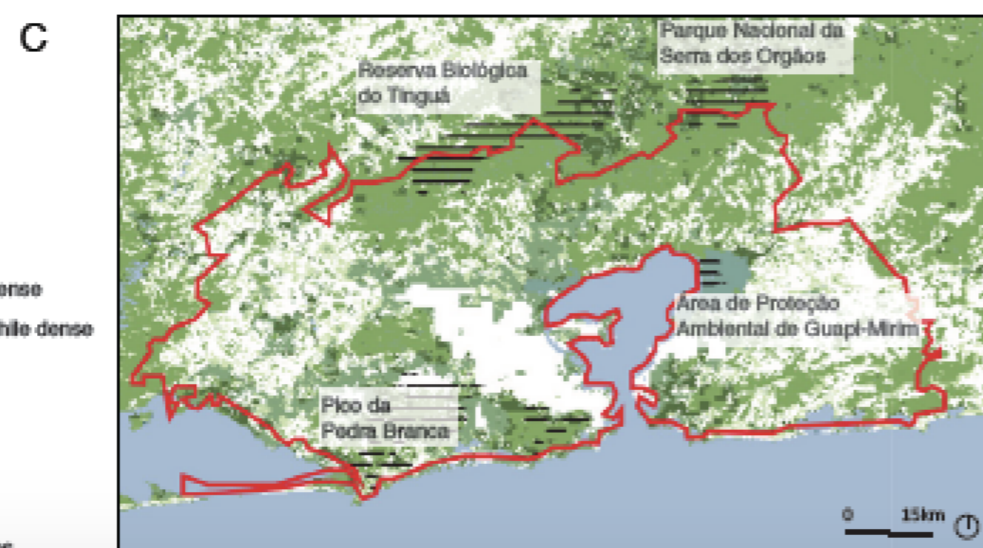 C
Parque Nacional da
Serra dos Orgãos
Reserva Biológica
do Tinguá
ense
hile dense
Área de Proteção
Ambiental de Guapi-Mirim
Pico da
Pedra Branca
0 15km